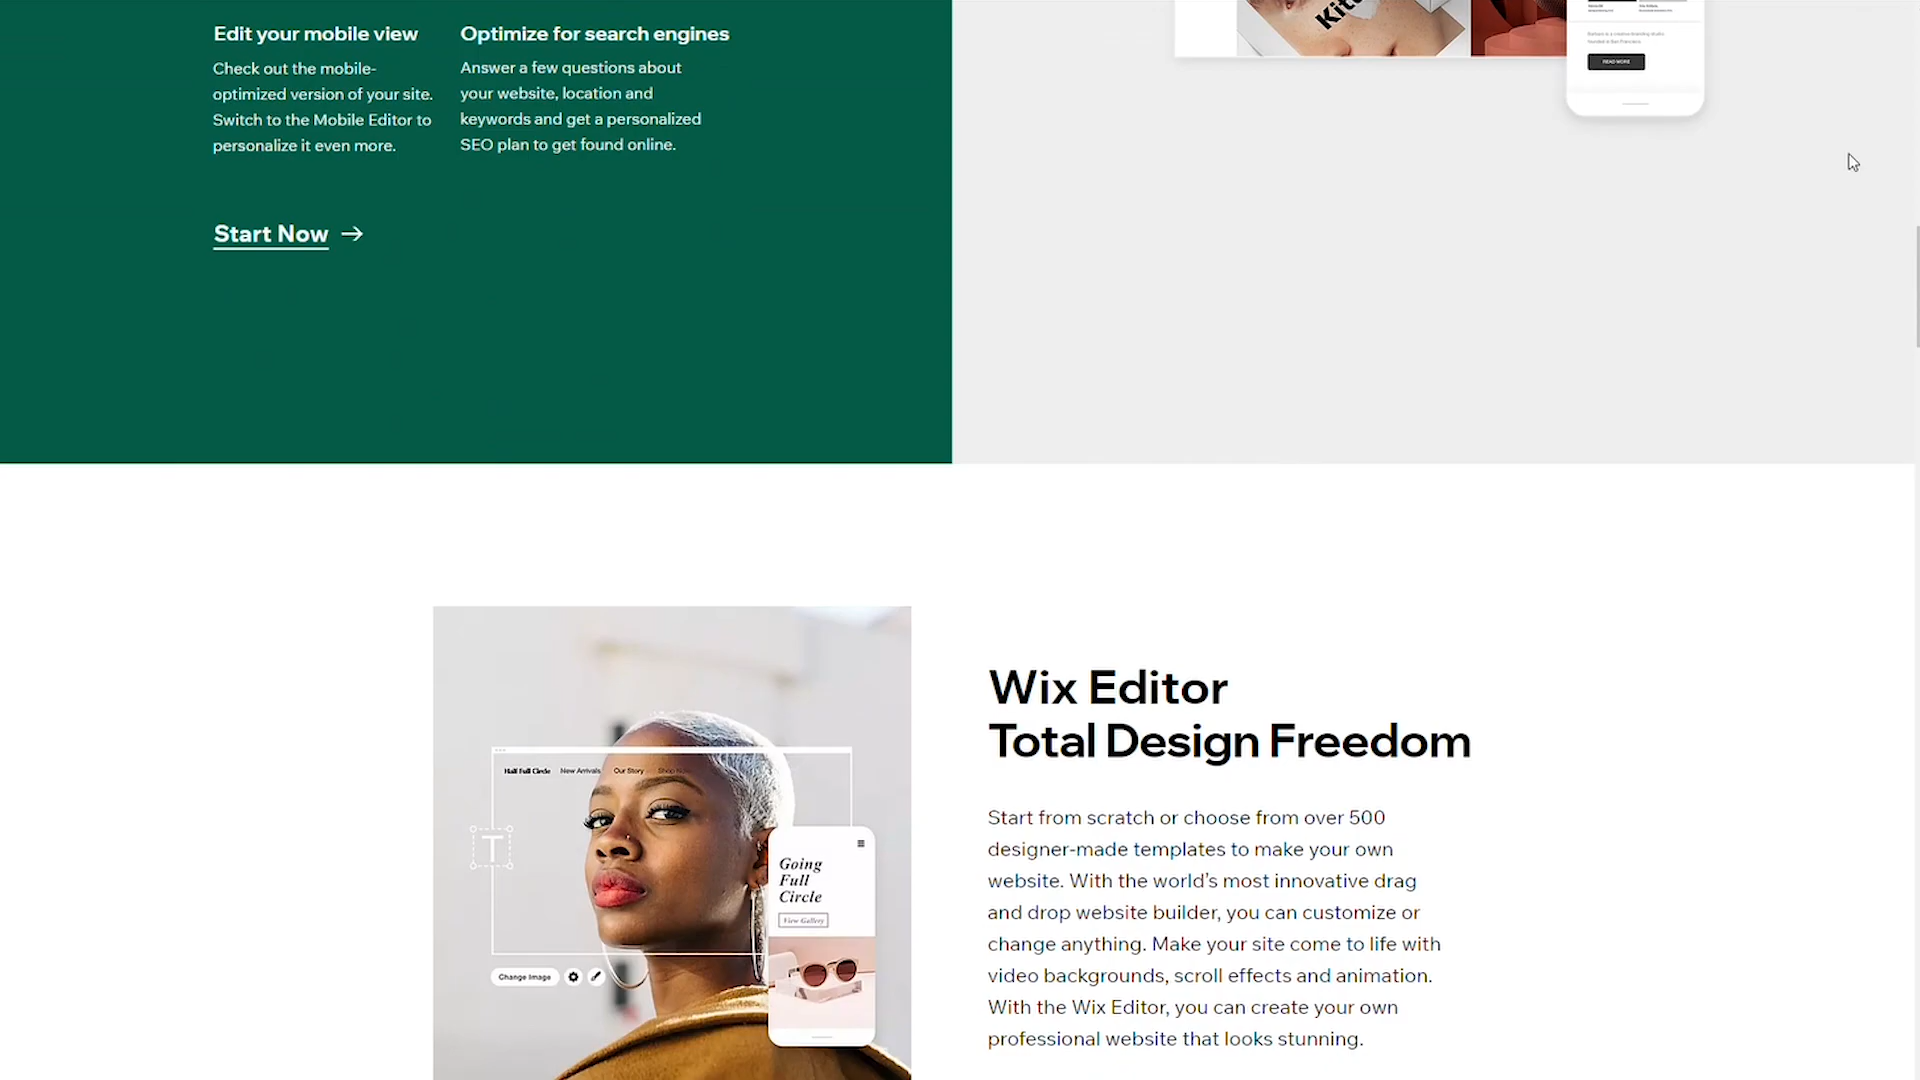 Edit your mobile view
Check out the mobile-
optimized version of your site.
Switch to the Mobile Editor to
personalize it even more.
Optimize for search engines
Answer a few questions about
your website, location and
keywords and get a personalized
SEO plan to get found online.
Start Now
READ MORE
Wix Editor
Total Design Freedom
Start from scratch or choose from over 500
designer-made templates to make your own
website. With the world's most innovative drag
and drop website builder, you can customize or
change anything. Make your site come to life with
video backgrounds, scroll effects and animation.
With the Wix Editor, you can create your own
professional website that looks stunning.
Half Full Circle New Arrivals Our Story Shop Now
T
Going
Full
Circle
View Gallery
Change Image